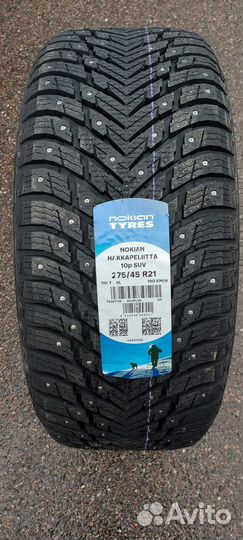 nokian
TYRES
NOKIAN
HAKKAPELIITTA
10p SUV
275/45 R21
110 T XL
Avito